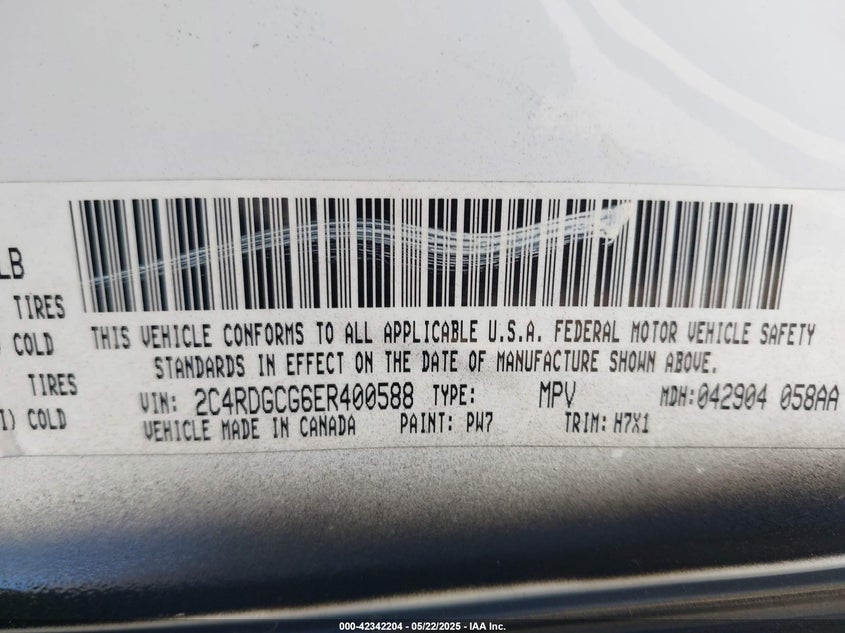 LB
TIRES
COLD
TIRES
I) COLD
THIS VEHICLE CONFORMS TO ALL APPLICABLE U.S.A. FEDERAL MOTOR VEHICLE SAFETY
STANDARDS IN EFFECT ON THE DATE OF MANUFACTURE SHOWN ABOVE.
VIN: 2C4RDGCG6ER400588 TYPE: MPV MDH:042904 058AA
VEHICLE MADE IN CANADA PAINT: PW7 TRIM: H7X1
000-42342204 - 05/22/2025 - IAA Inc.